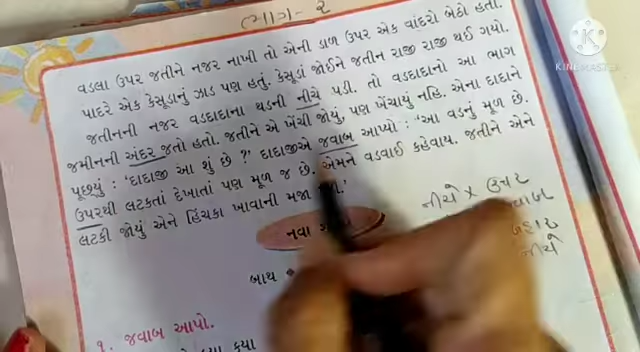 ભાગ-૨
વડલા ઉપર જતીને નજર નાખી તો એની ડાળ ઉપર એક વાંદરો બેઠો હતો.
પાદરે એક કેસૂડાનું ઝાડ પણ હતું. કેસૂડાં જોઈને જતીન રાજી રાજી થઈ ગયો.
જતીનની નજર વડદાદાના થડની નીચે પડી. તો વડદાદાનો આ ભાગ
જમીનની અંદર જતો હતો. જતીને એ ખેંચી જોયું, પણ ખેંચાયું નહિ. એના દાદાને
પૂછ્યું : 'દાદાજી આ શું છે ?' દાદાજીએ જવાબ આપ્યો : 'આ વડનું મૂળ છે.
ઉપરથી લટકતાં દેખાતાં પણ મૂળ જ છે. એમને વડવાઈ કહેવાય. જતીને એને
લટકી જોયું એને હિંચકા ખાવાની મજા
નીચે x ઉપર
નવા
નીચે
બાથ
૧. જવાબ આપો.
KINEMASTER